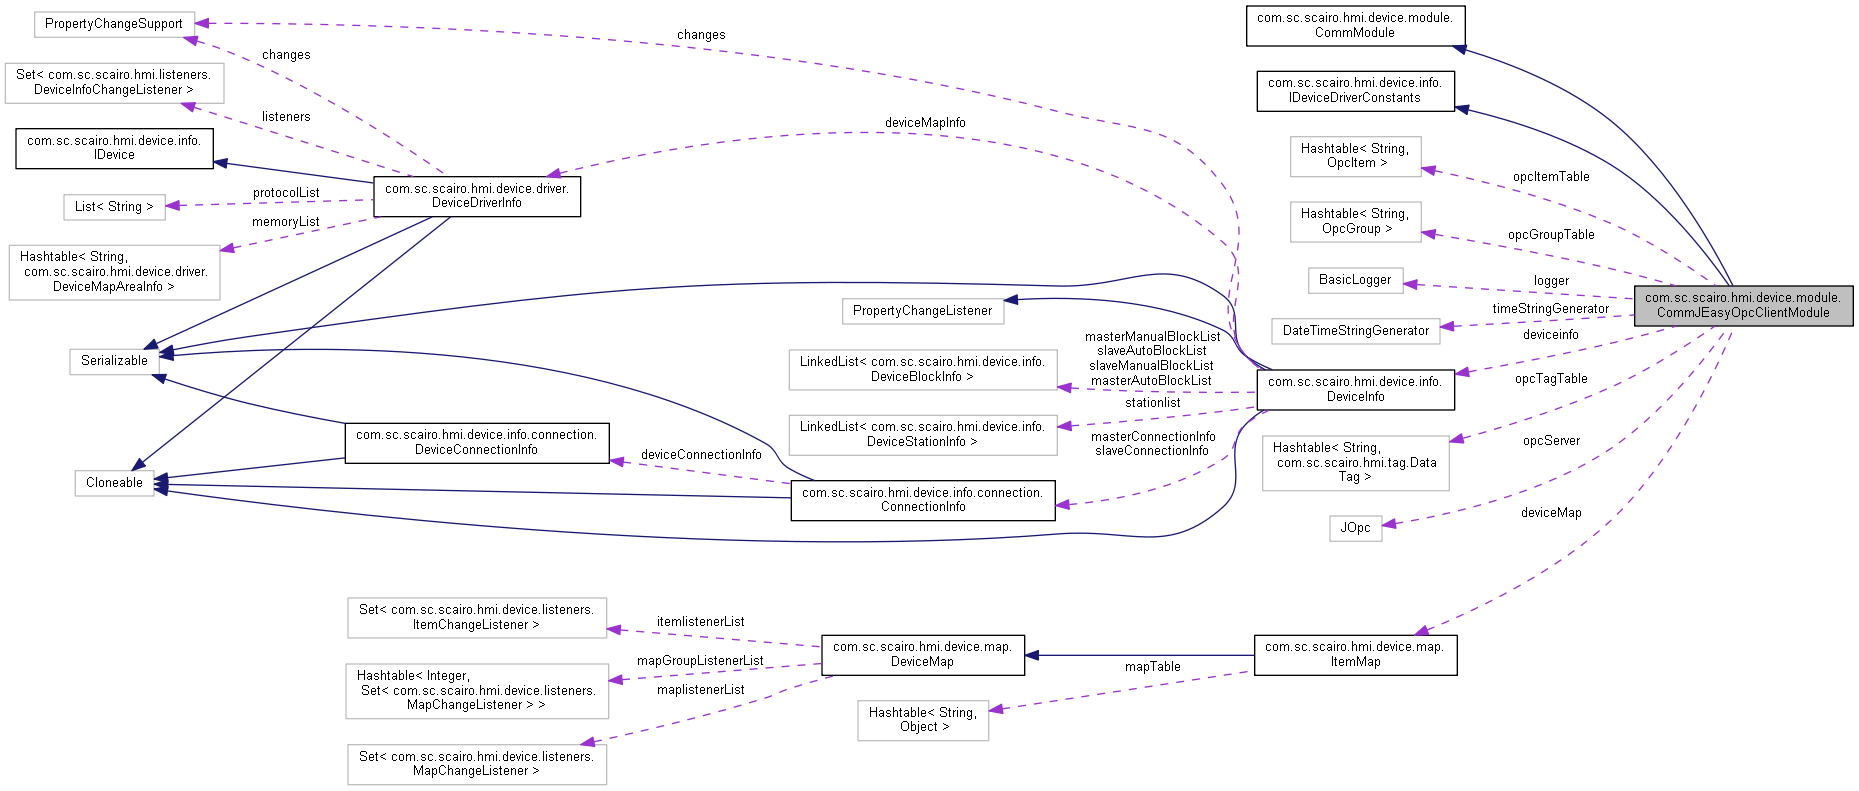 PropertyChangeSupport
changes
Set< com.sc.scairo.hmi.listeners.
DeviceInfoChangeListener >
listeners
com.sc.scairo.hmi.device.info.
IDevice
List< String >
protocolList
memoryList
Hashtable< String,
com.sc.scairo.hmi.device.driver.
DeviceMapAreaInfo >
com.sc.scairo.hmi.device.driver.
DeviceDriverInfo
Serializable
Cloneable
com.sc.scairo.hmi.device.info.connection.
DeviceConnectionInfo
changes
deviceMapInfo
PropertyChangeListener
LinkedList< com.sc.scairo.hmi.device.info.
DeviceBlockInfo >
masterManualBlockList
slaveAutoBlockList
slaveManualBlockList
masterAutoBlockList
LinkedList< com.sc.scairo.hmi.device.info.
DeviceStationInfo >
stationlist
masterConnectionInfo
slaveConnectionInfo
deviceConnectionInfo
com.sc.scairo.hmi.device.info.connection.
ConnectionInfo
com.sc.scairo.hmi.device.module.
CommModule
com.sc.scairo.hmi.device.info.
IDeviceDriverConstants
Hashtable< String,
OpcItem >
opcItemTable
Hashtable< String,
OpcGroup >
opcGroupTable
BasicLogger
logger
DateTimeStringGenerator
timeStringGenerator
com.sc.scairo.hmi.device.module.
CommJEasyOpcClientModule
deviceinfo
com.sc.scairo.hmi.device.info.
DeviceInfo
opcTagTable
Hashtable< String,
com.sc.scairo.hmi.tag.Data
Tag >
opcServer
JOpc
deviceMap
Set< com.sc.scairo.hmi.device.listeners.
ItemChangeListener >
itemlistenerList
Hashtable< Integer,
Set< com.sc.scairo.hmi.device.listeners.
MapChangeListener > >
mapGroupListenerList
maplistenerList
Set< com.sc.scairo.hmi.device.listeners.
MapChangeListener >
com.sc.scairo.hmi.device.map.
DeviceMap
com.sc.scairo.hmi.device.map.
ItemMap
mapTable
Hashtable< String,
Object >